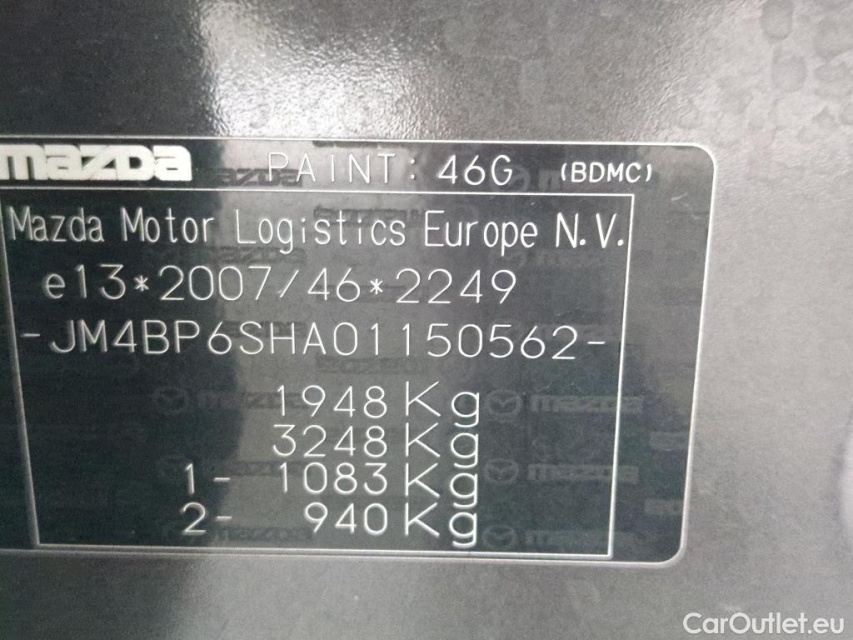 mazda PAINT: 46G (BDMC)
Mazda Motor Logistics Europe N.V.
e13*2007/46*2249
-JM4BP6SHA01150562-
1948 Kg
3248 Kg
1- 1083 Kg
2- 940 Kg
CarOutlet.eu